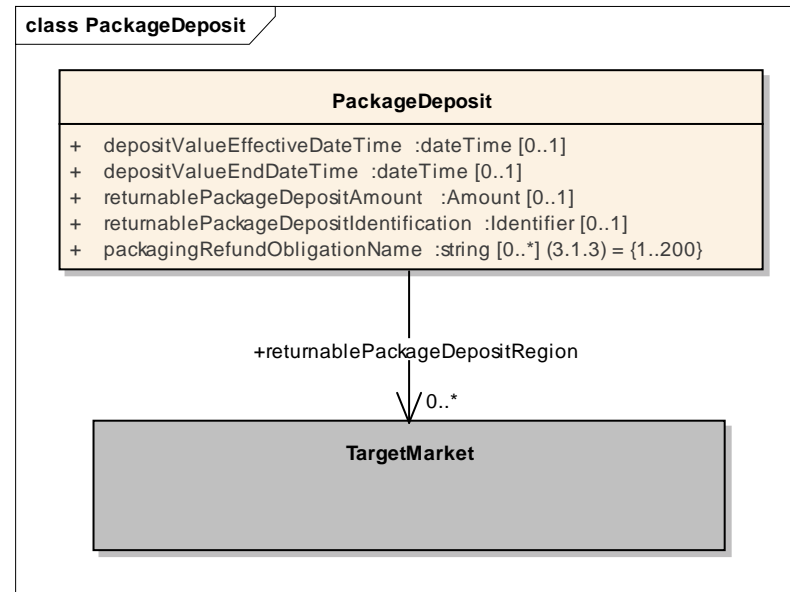 class PackageDeposit
PackageDeposit
+ depositValueEffectiveDateTime :dateTime [0..1]
+ depositValueEndDateTime :dateTime [0..1]
+ returnablePackageDepositAmount :Amount [0..1]
+ returnablePackageDepositIdentification :Identifier [0..1]
+ packagingRefundObligationName :string [0..*] (3.1.3) = {1..200}
+returnablePackageDepositRegion
0..*
TargetMarket